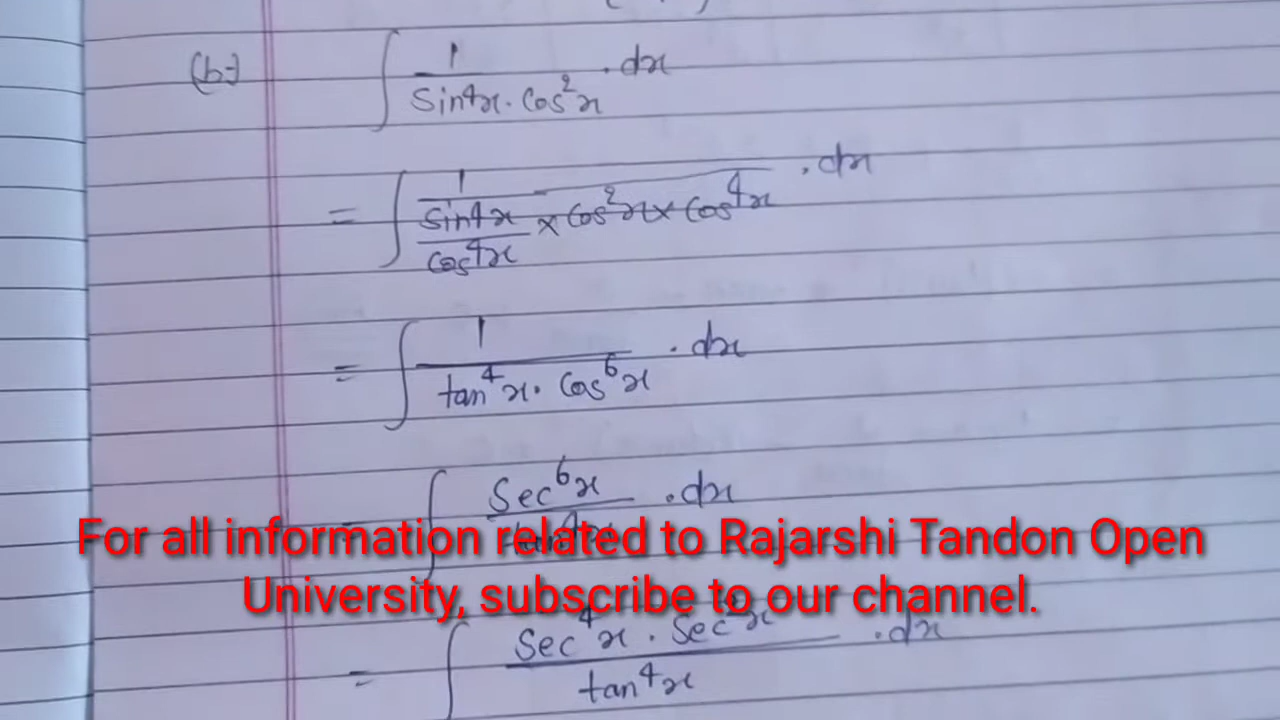 (b) ∫ 1/(sin⁴x · cos²x) · dx
= ∫ 1/((sin⁴x/cos⁴x) × cos²x × cos⁴x) · dx
= ∫ 1/(tan⁴x · cos⁶x) · dx
= ∫ sec⁶x/tan⁴x · dx
For all information related to Rajarshi Tandon Open
University, subscribe to our channel.
= ∫ (sec⁴x · sec²x)/tan⁴x · dx